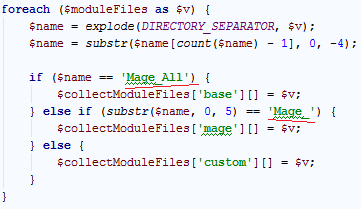 foreach ($moduleFiles as $v) {
$name = explode(DIRECTORY_SEPARATOR, $v);
$name = substr($name[count($name) - 1], 0, -4);
if ($name == 'Mage_All') {
$collectModuleFiles['base'][] = $v;
} else if (substr($name, 0, 5) == 'Mage_') {
$collectModuleFiles['mage'][] = $v;
} else {
$collectModuleFiles['custom'][] = $v;
}
}